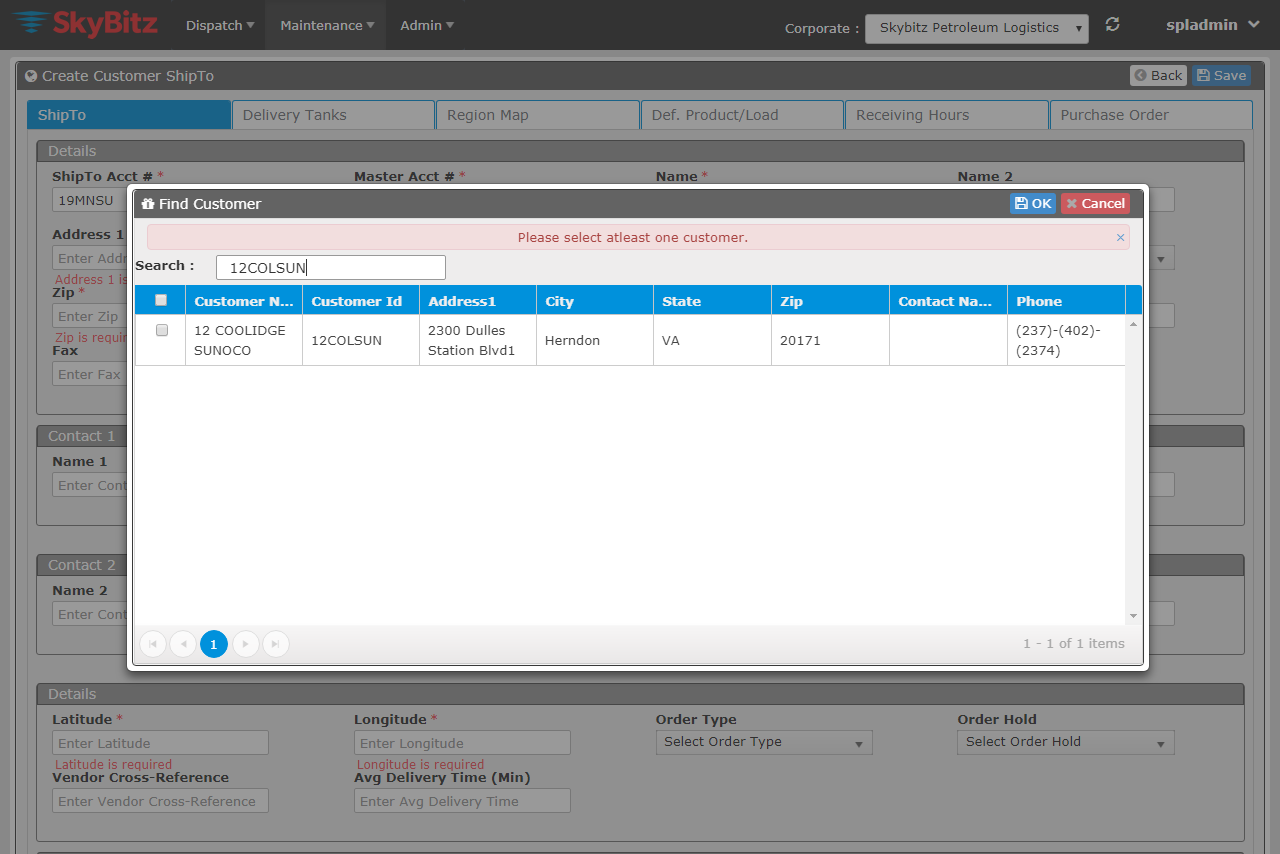 SkyBitz Dispatch Maintenance Admin Corporate : Skybitz Petroleum Logistics spladmin
Create Customer ShipTo Back Save
ShipTo Delivery Tanks Region Map Def. Product/Load Receiving Hours Purchase Order
Details
ShipTo Acct # * Master Acct # * Name * Name 2
19MNSU
Find Customer OK Cancel
Please select atleast one customer. ×
Address 1
Search : 12COLSUN
Enter Addr
Address 1 is
Zip *
Enter Zip
Zip is requir
Fax
Enter Fax
Customer N... Customer Id Address1 City State Zip Contact Na... Phone
12 COOLIDGE SUNOCO 12COLSUN 2300 Dulles Station Blvd1 Herndon VA 20171 (237)-(402)-(2374)
Contact 1
Name 1
Enter Cont
Contact 2
Name 2
Enter Cont
1 1 - 1 of 1 items
Details
Latitude * Longitude * Order Type Order Hold
Enter Latitude Enter Longitude Select Order Type Select Order Hold
Latitude is required Longitude is required
Vendor Cross-Reference Avg Delivery Time (Min)
Enter Vendor Cross-Reference Enter Avg Delivery Time